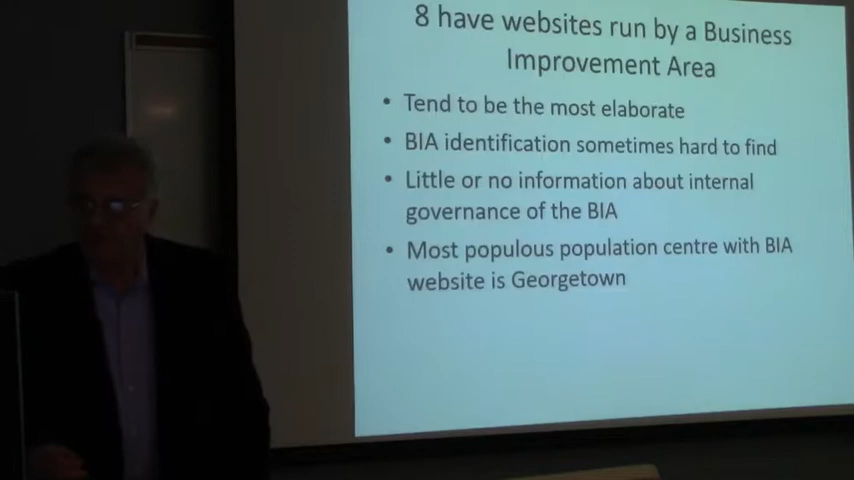 8 have websites run by a Business
Improvement Area
• Tend to be the most elaborate
• BIA identification sometimes hard to find
• Little or no information about internal
governance of the BIA
• Most populous population centre with BIA
website is Georgetown